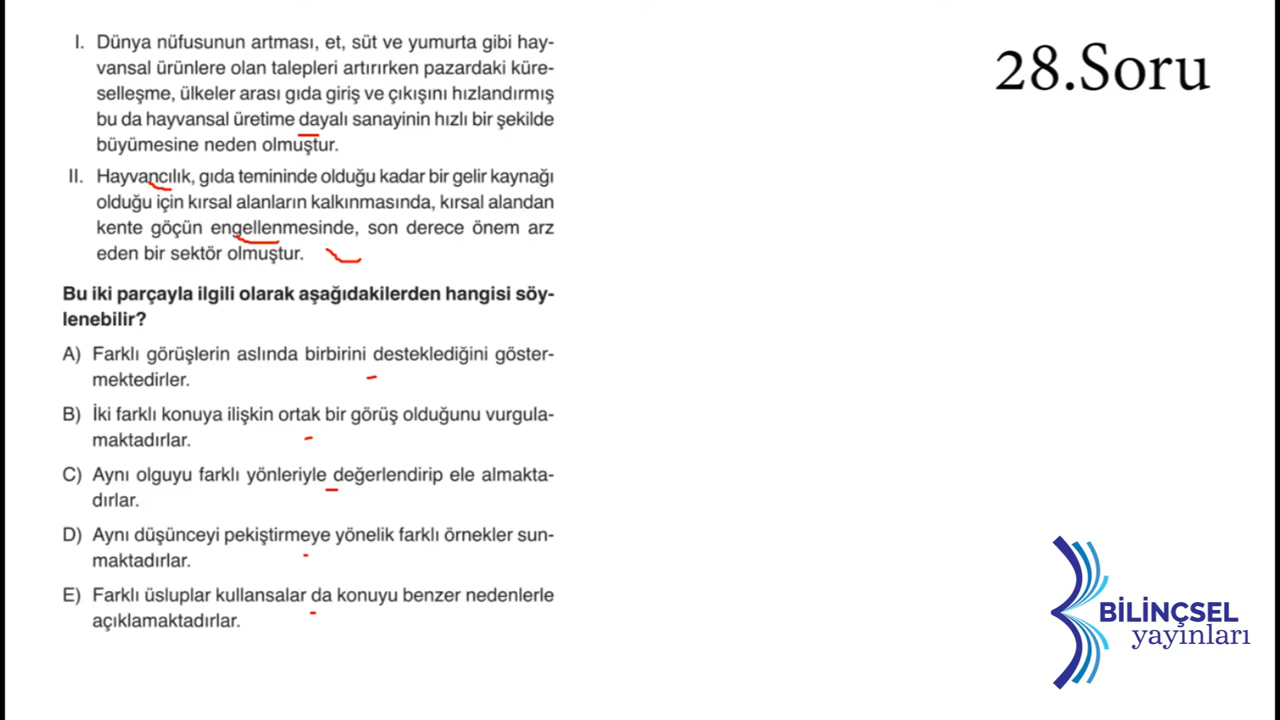 28.Soru
I. Dünya nüfusunun artması, et, süt ve yumurta gibi hay-
vansal ürünlere olan talepleri artırırken pazardaki küre-
selleşme, ülkeler arası gıda giriş ve çıkışını hızlandırmış
bu da hayvansal üretime dayalı sanayinin hızlı bir şekilde
büyümesine neden olmuştur.
II. Hayvancılık, gıda temininde olduğu kadar bir gelir kaynağı
olduğu için kırsal alanların kalkınmasında, kırsal alandan
kente göçün engellenmesinde, son derece önem arz
eden bir sektör olmuştur.
Bu iki parçayla ilgili olarak aşağıdakilerden hangisi söy-
lenebilir?
A) Farklı görüşlerin aslında birbirini desteklediğini göster-
mektedirler.
B) İki farklı konuya ilişkin ortak bir görüş olduğunu vurgula-
maktadırlar.
C) Aynı olguyu farklı yönleriyle değerlendirip ele almakta-
dırlar.
D) Aynı düşünceyi pekiştirmeye yönelik farklı örnekler sun-
maktadırlar.
E) Farklı üsluplar kullansalar da konuyu benzer nedenlerle
açıklamaktadırlar.
BİLİNÇSEL
yayınları